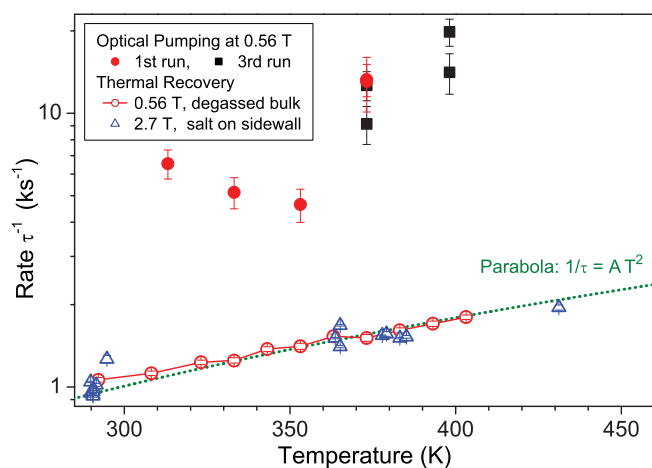 Optical Pumping at 0.56 T
1st run, 3rd run
Thermal Recovery
0.56 T, degassed bulk
2.7 T, salt on sidewall
10
1
Rate τ⁻¹ (ks⁻¹)
Parabola: 1/τ = A T²
300 350 400 450
Temperature (K)